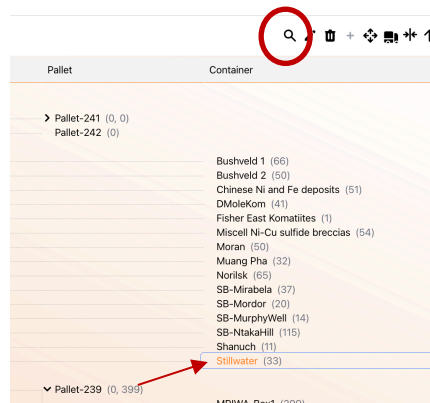 Pallet Container
Pallet-241 (0, 0)
Pallet-242 (0)
Bushveld 1 (66)
Bushveld 2 (50)
Chinese Ni and Fe deposits (51)
DMoleKom (41)
Fisher East Komatiites (1)
Miscell Ni-Cu sulfide breccias (54)
Moran (50)
Muang Pha (32)
Norilsk (65)
SB-Mirabela (37)
SB-Mordor (20)
SB-MurphyWell (14)
SB-NtakaHill (115)
Shanuch (11)
Stillwater (33)
Pallet-239 (0, 399)